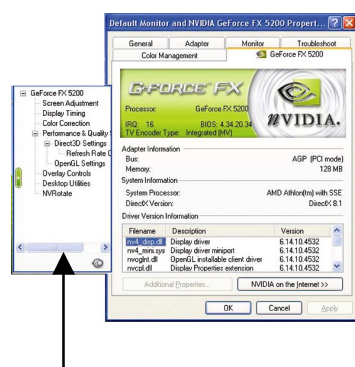 Default Monitor and NVIDIA GeForce FX 5200 Propert...
General Adapter Monitor Troubleshoot
Color Management GeForce FX 5200
GeForce FX 5200
Screen Adjustment
Display Timing
Color Correction
Performance & Quality
Direct3D Settings
Refresh Rate
OpenGL Settings
Overlay Controls
Desktop Utilities
NVRotate
GEFORCE FX
Processor: GeForce FX 5200
IRQ: 16 BIOS: 4.34.20.34
TV Encoder Type: Integrated (MV)
NVIDIA.
Adapter Information
Bus: AGP (PCI mode)
Memory: 128 MB
System Information
System Processor: AMD Athlon(tm) with SSE
DirectX Version: DirectX 8.1
Driver Version Information
Filename Description Version
nv4_disp.dll Display driver 6.14.10.4532
nv4_mini.sys Display driver miniport 6.14.10.4532
nvoglnt.dll OpenGL installable client driver 6.14.10.4532
nvcpl.dll Display Properties extension 6.14.10.4532
Additional Properties... NVIDIA on the Internet >>
OK Cancel Apply